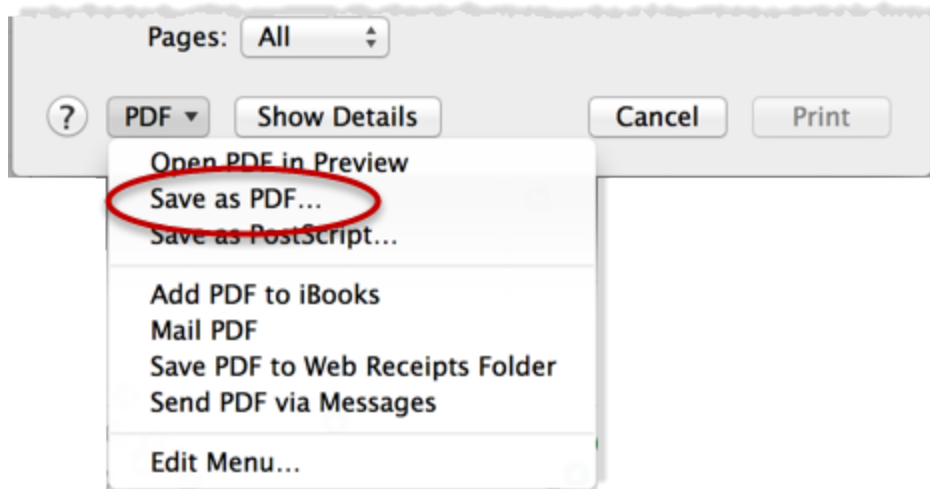 Pages: All
? PDF Show Details Cancel Print
Open PDF in Preview
Save as PDF...
Save as PostScript...
Add PDF to iBooks
Mail PDF
Save PDF to Web Receipts Folder
Send PDF via Messages
Edit Menu...